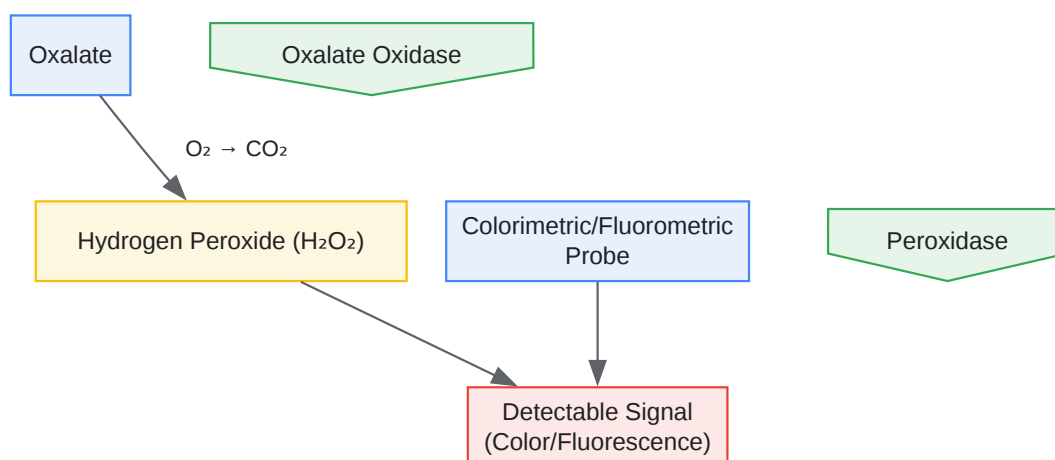 Oxalate
Oxalate Oxidase
O₂ → CO₂
Hydrogen Peroxide (H₂O₂)
Colorimetric/Fluorometric
Probe
Peroxidase
Detectable Signal
(Color/Fluorescence)